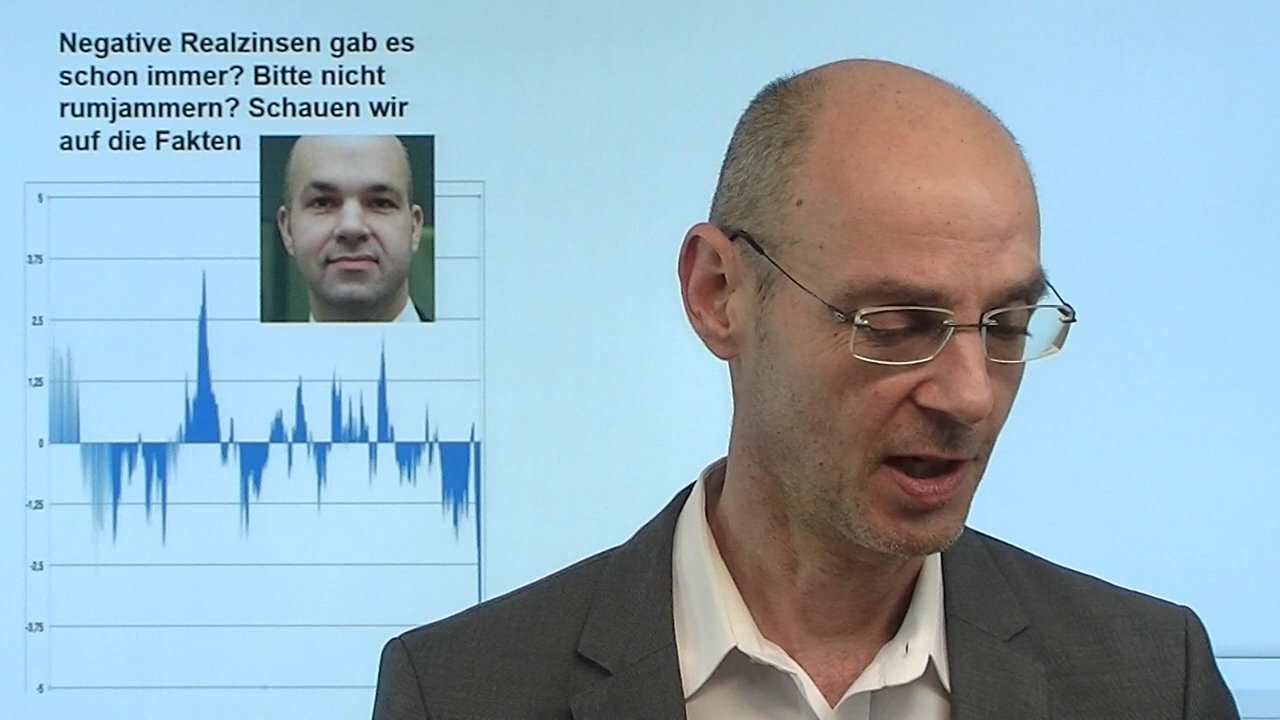 Negative Realzinsen gab es
schon immer? Bitte nicht
rumjammern? Schauen wir
auf die Fakten
5
3,75
2,5
1,25
0
-1,25
-2,5
-3,75
-5